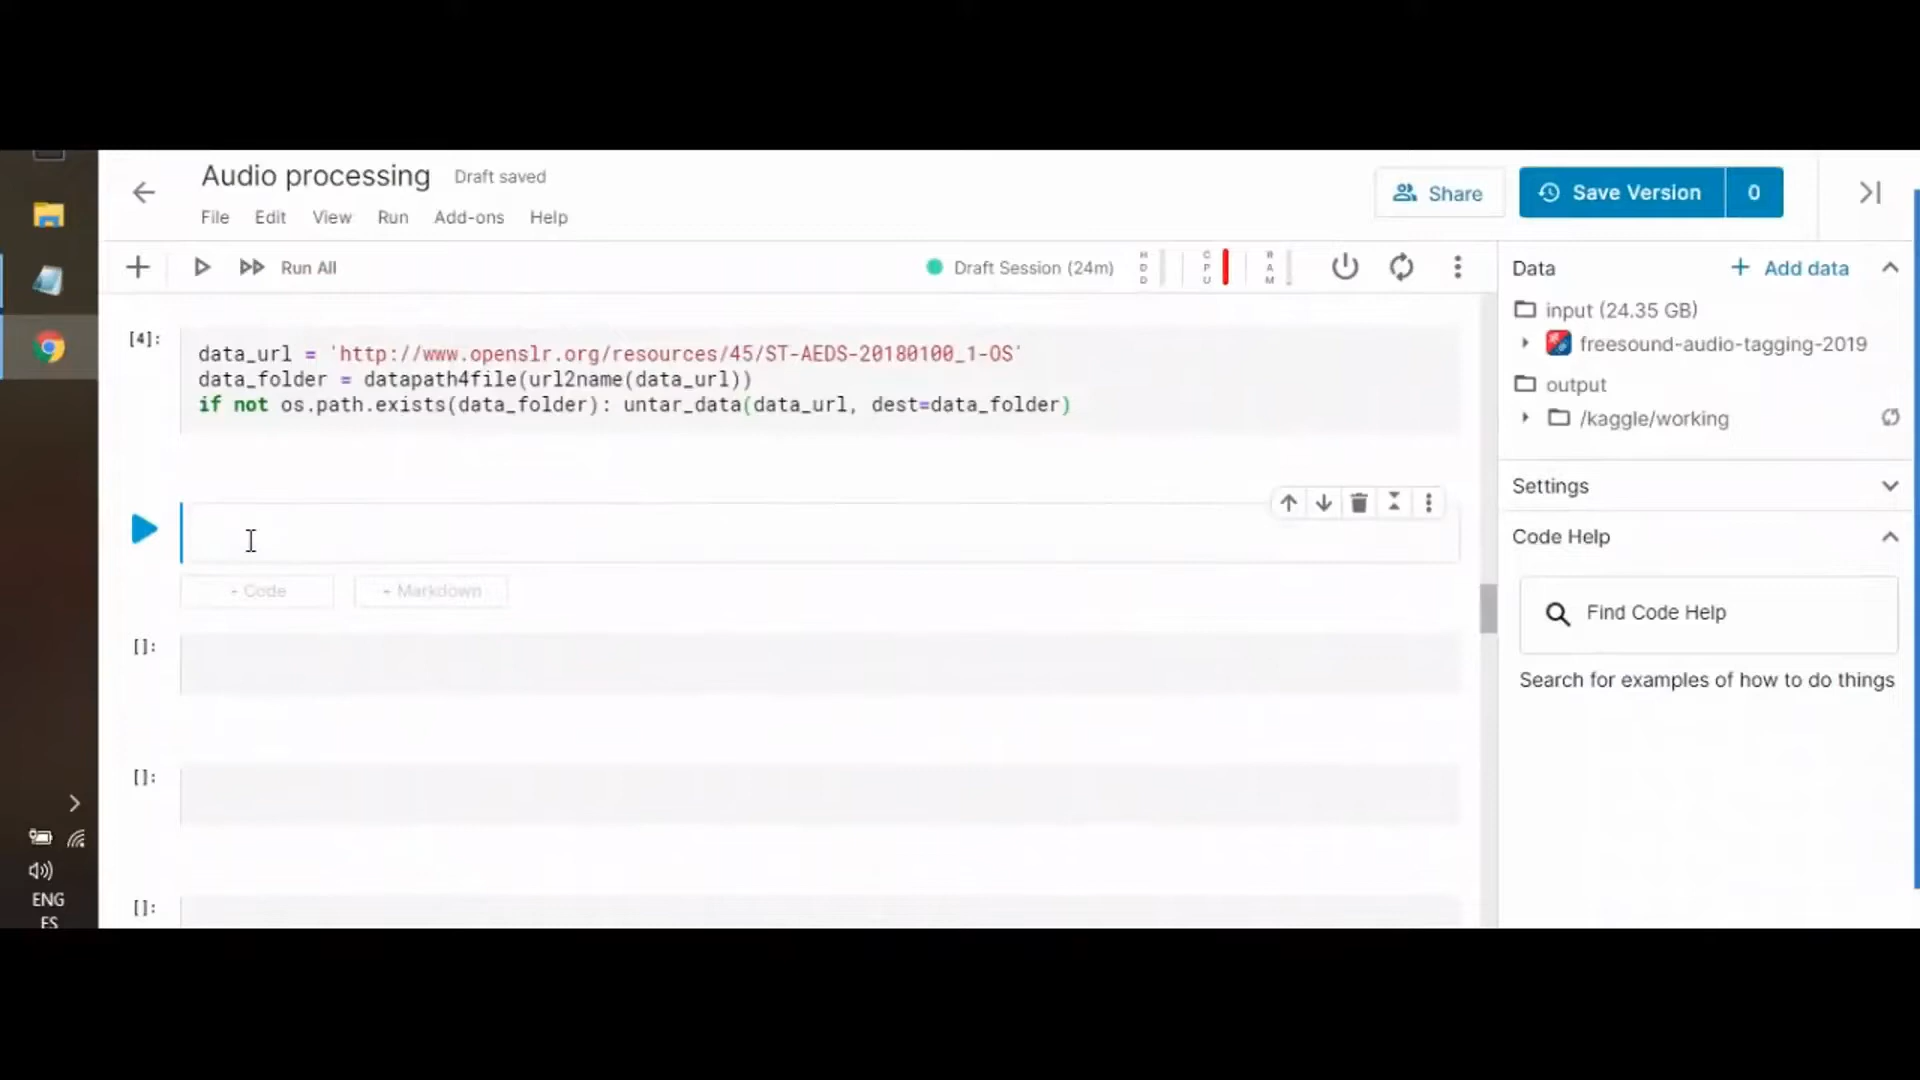 Audio processing Draft saved
File Edit View Run Add-ons Help
Share
Save Version 0
Run All
Draft Session (24m)
HDD
CPU
RAM
[4]:
data_url = 'http://www.openslr.org/resources/45/ST-AEDS-20180100_1-OS'
data_folder = datapath4file(url2name(data_url))
if not os.path.exists(data_folder): untar_data(data_url, dest=data_folder)
+ Code
+ Markdown
[]:
[]:
[]:
Data
+ Add data
input (24.35 GB)
freesound-audio-tagging-2019
output
/kaggle/working
Settings
Code Help
Find Code Help
Search for examples of how to do things
ENG
ES